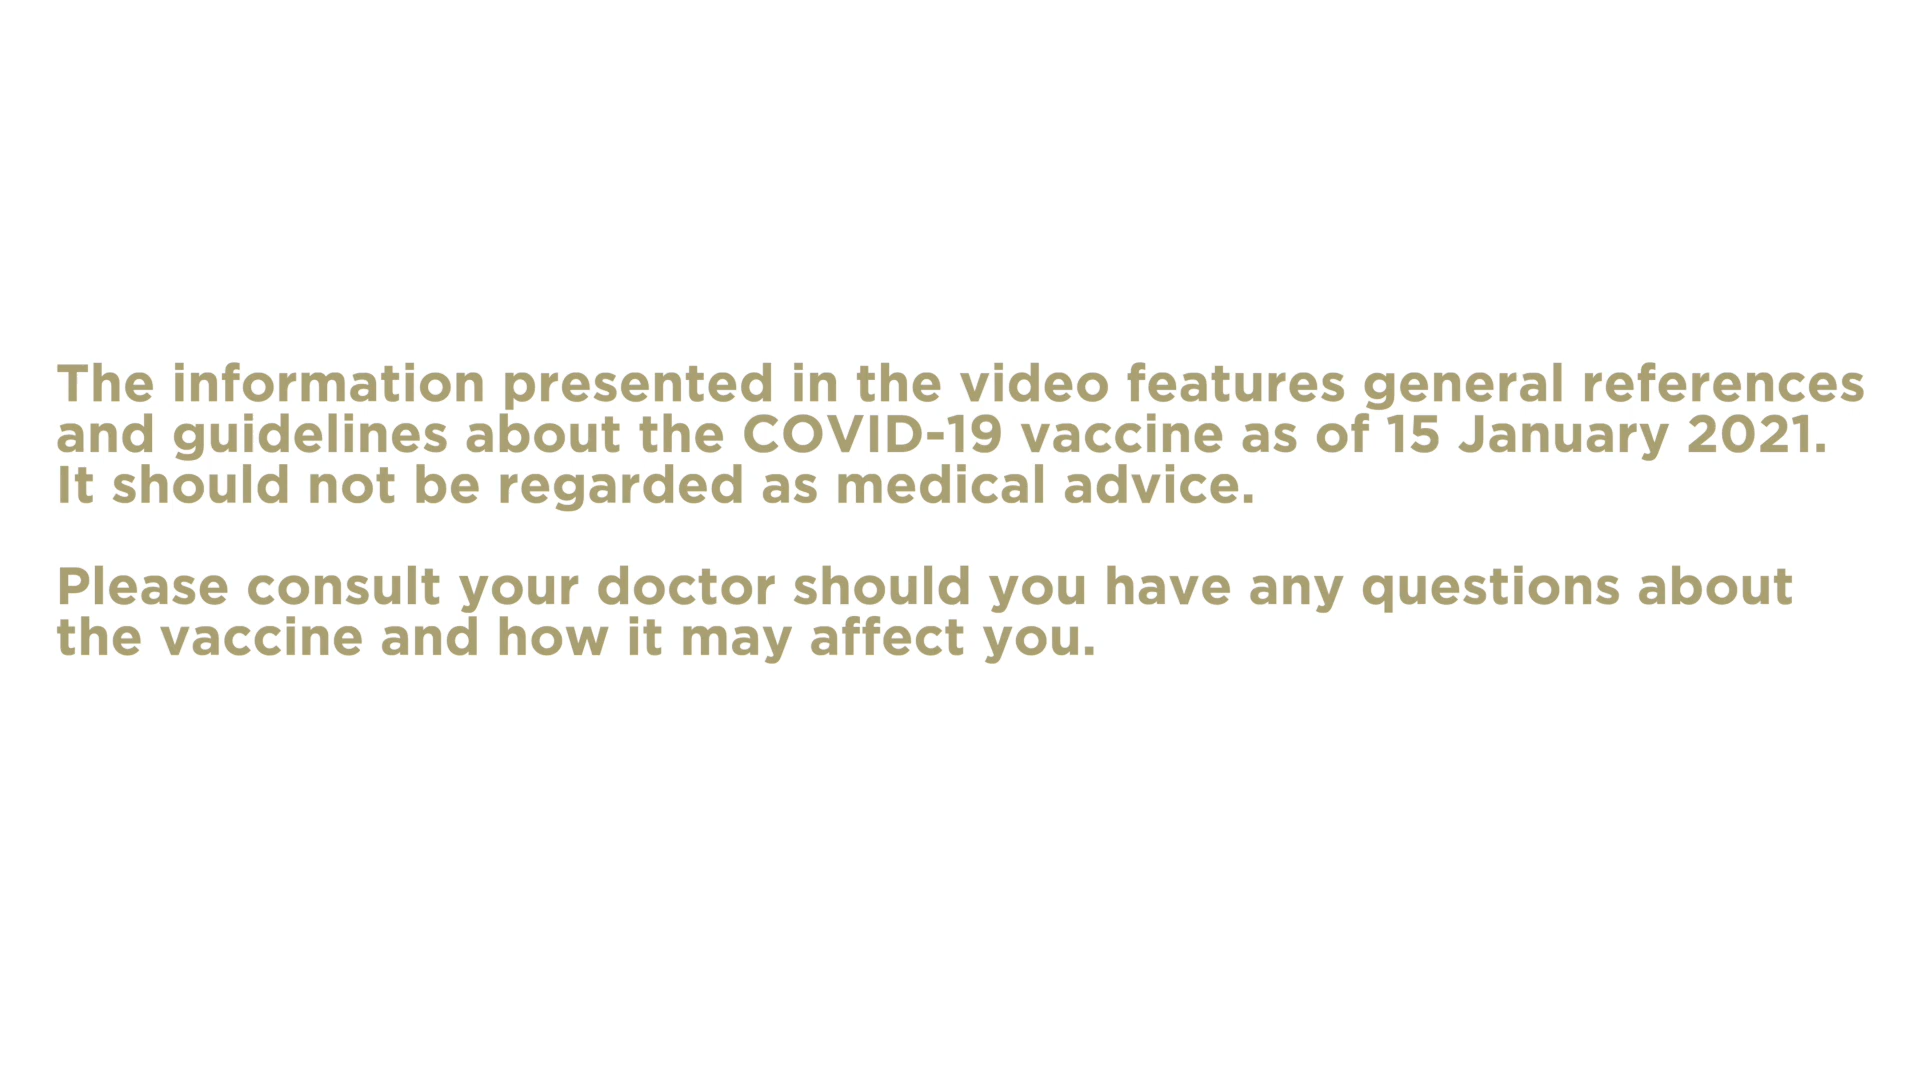 The information presented in the video features general references
and guidelines about the COVID-19 vaccine as of 15 January 2021.
It should not be regarded as medical advice.
Please consult your doctor should you have any questions about
the vaccine and how it may affect you.